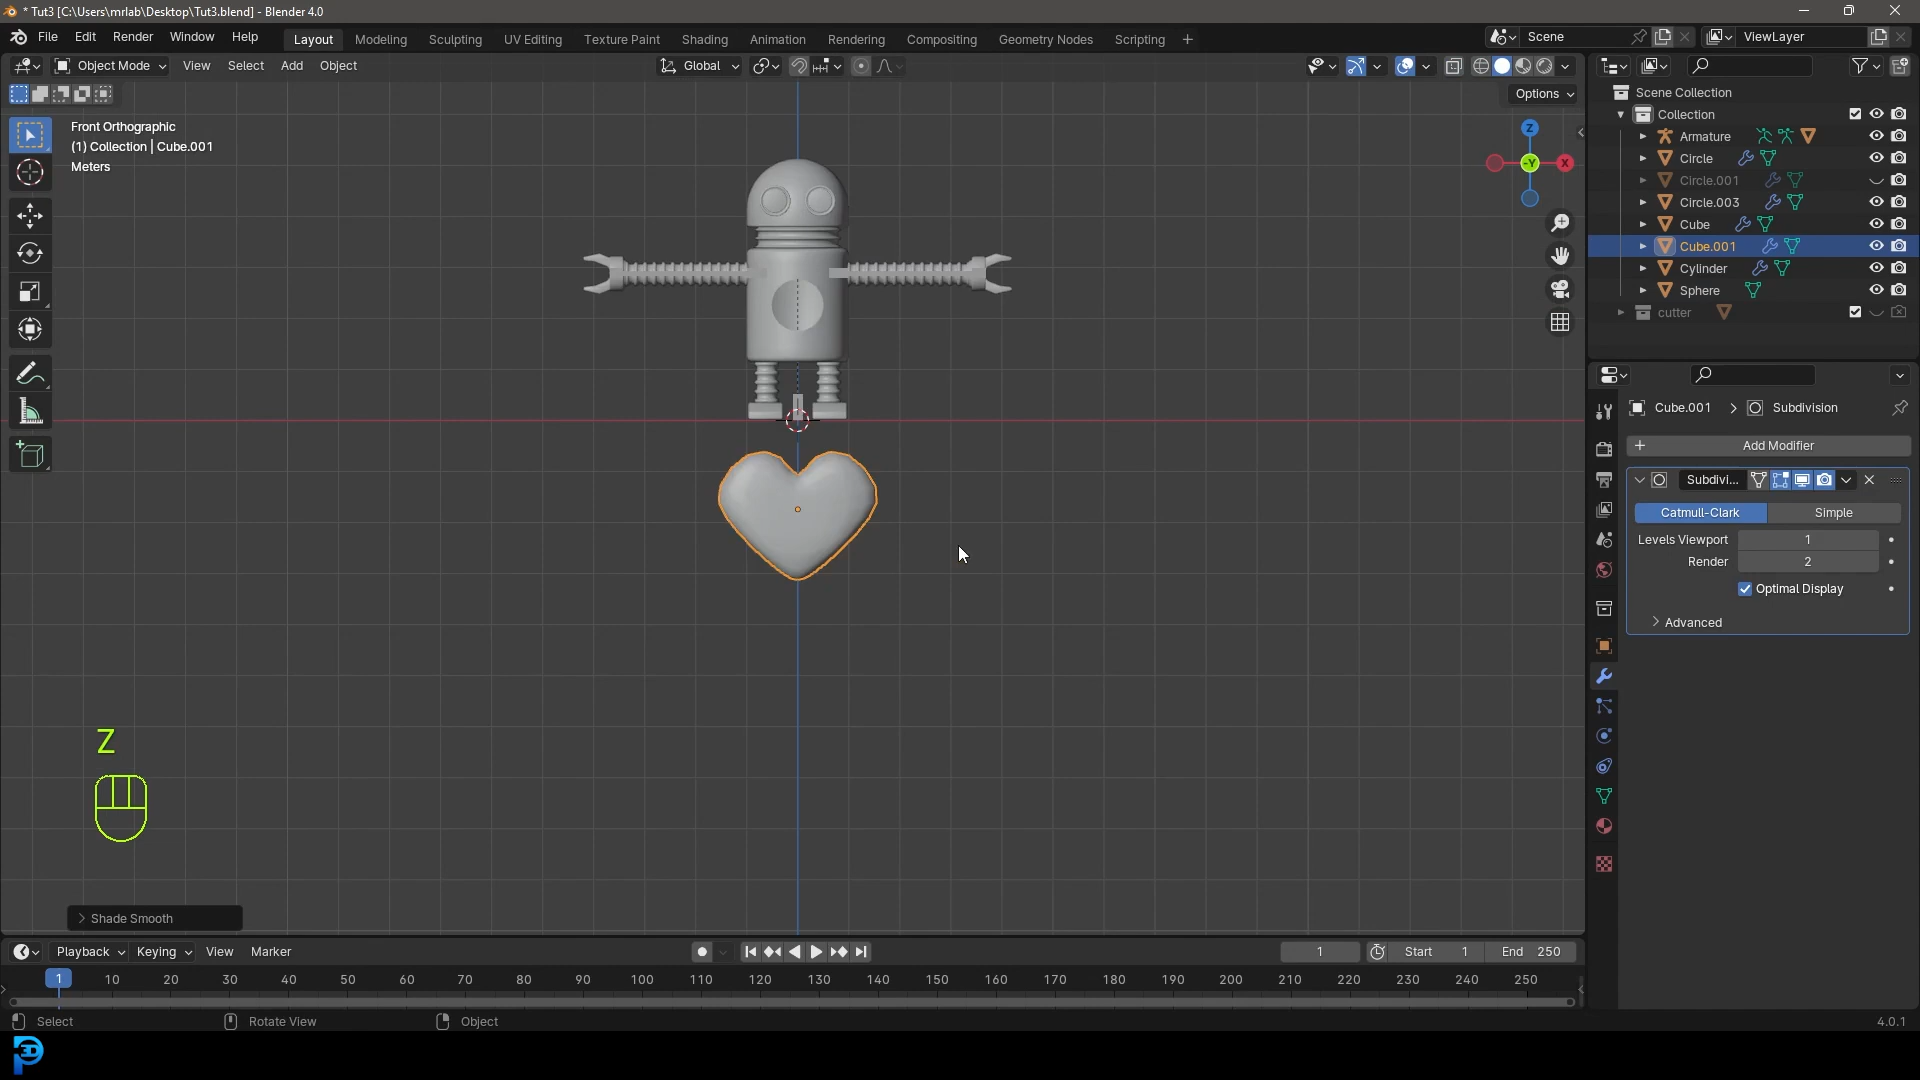 * Tut3 [C:\Users\mrlab\Desktop\Tut3.blend] - Blender 4.0
File Edit Render Window Help
Layout Modeling Sculpting UV Editing Texture Paint Shading Animation Rendering Compositing Geometry Nodes Scripting +
Scene
ViewLayer
Object Mode View Select Add Object
Global
Options
Front Orthographic
(1) Collection | Cube.001
Meters
Z
-Y
X
Scene Collection
Collection
Armature
Circle
Circle.001
Circle.003
Cube
Cube.001
Cylinder
Sphere
cutter
Cube.001 > Subdivision
+ Add Modifier
Subdivi...
Catmull-Clark Simple
Levels Viewport 1
Render 2
Optimal Display
> Advanced
Z
> Shade Smooth
Playback Keying View Marker
1 Start 1 End 250
1 10 20 30 40 50 60 70 80 90 100 110 120 130 140 150 160 170 180 190 200 210 220 230 240 250
Select Rotate View Object
4.0.1